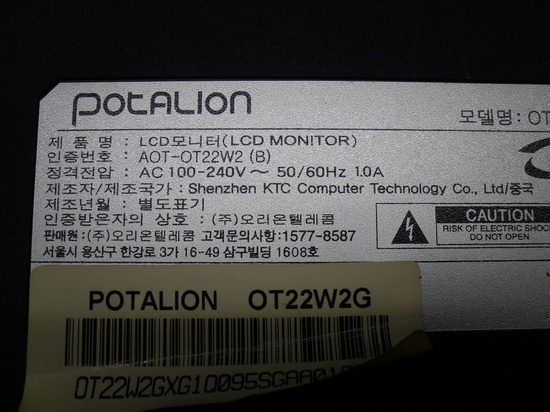 POTALION
모델명: OT
제 품 명 : LCD모니터(LCD MONITOR)
인증번호 : AOT-OT22W2 (B)
정격전압 : AC 100-240V ~ 50/60Hz 1.0A
제조자/제조국가 : Shenzhen KTC Computer Technology Co., Ltd/중국
제조년월 : 별도표기
인증받은자의 상호 : (주)오리온텔레콤
판매원 : (주)오리온텔레콤 고객문의사항:1577-8587
서울시 용산구 한강로 3가 16-49 삼구빌딩 1608호
CAUTION
RISK OF ELECTRIC SHOCK
DO NOT OPEN
POTALION OT22W2G
OT22W2GXG1Q095SGAA01